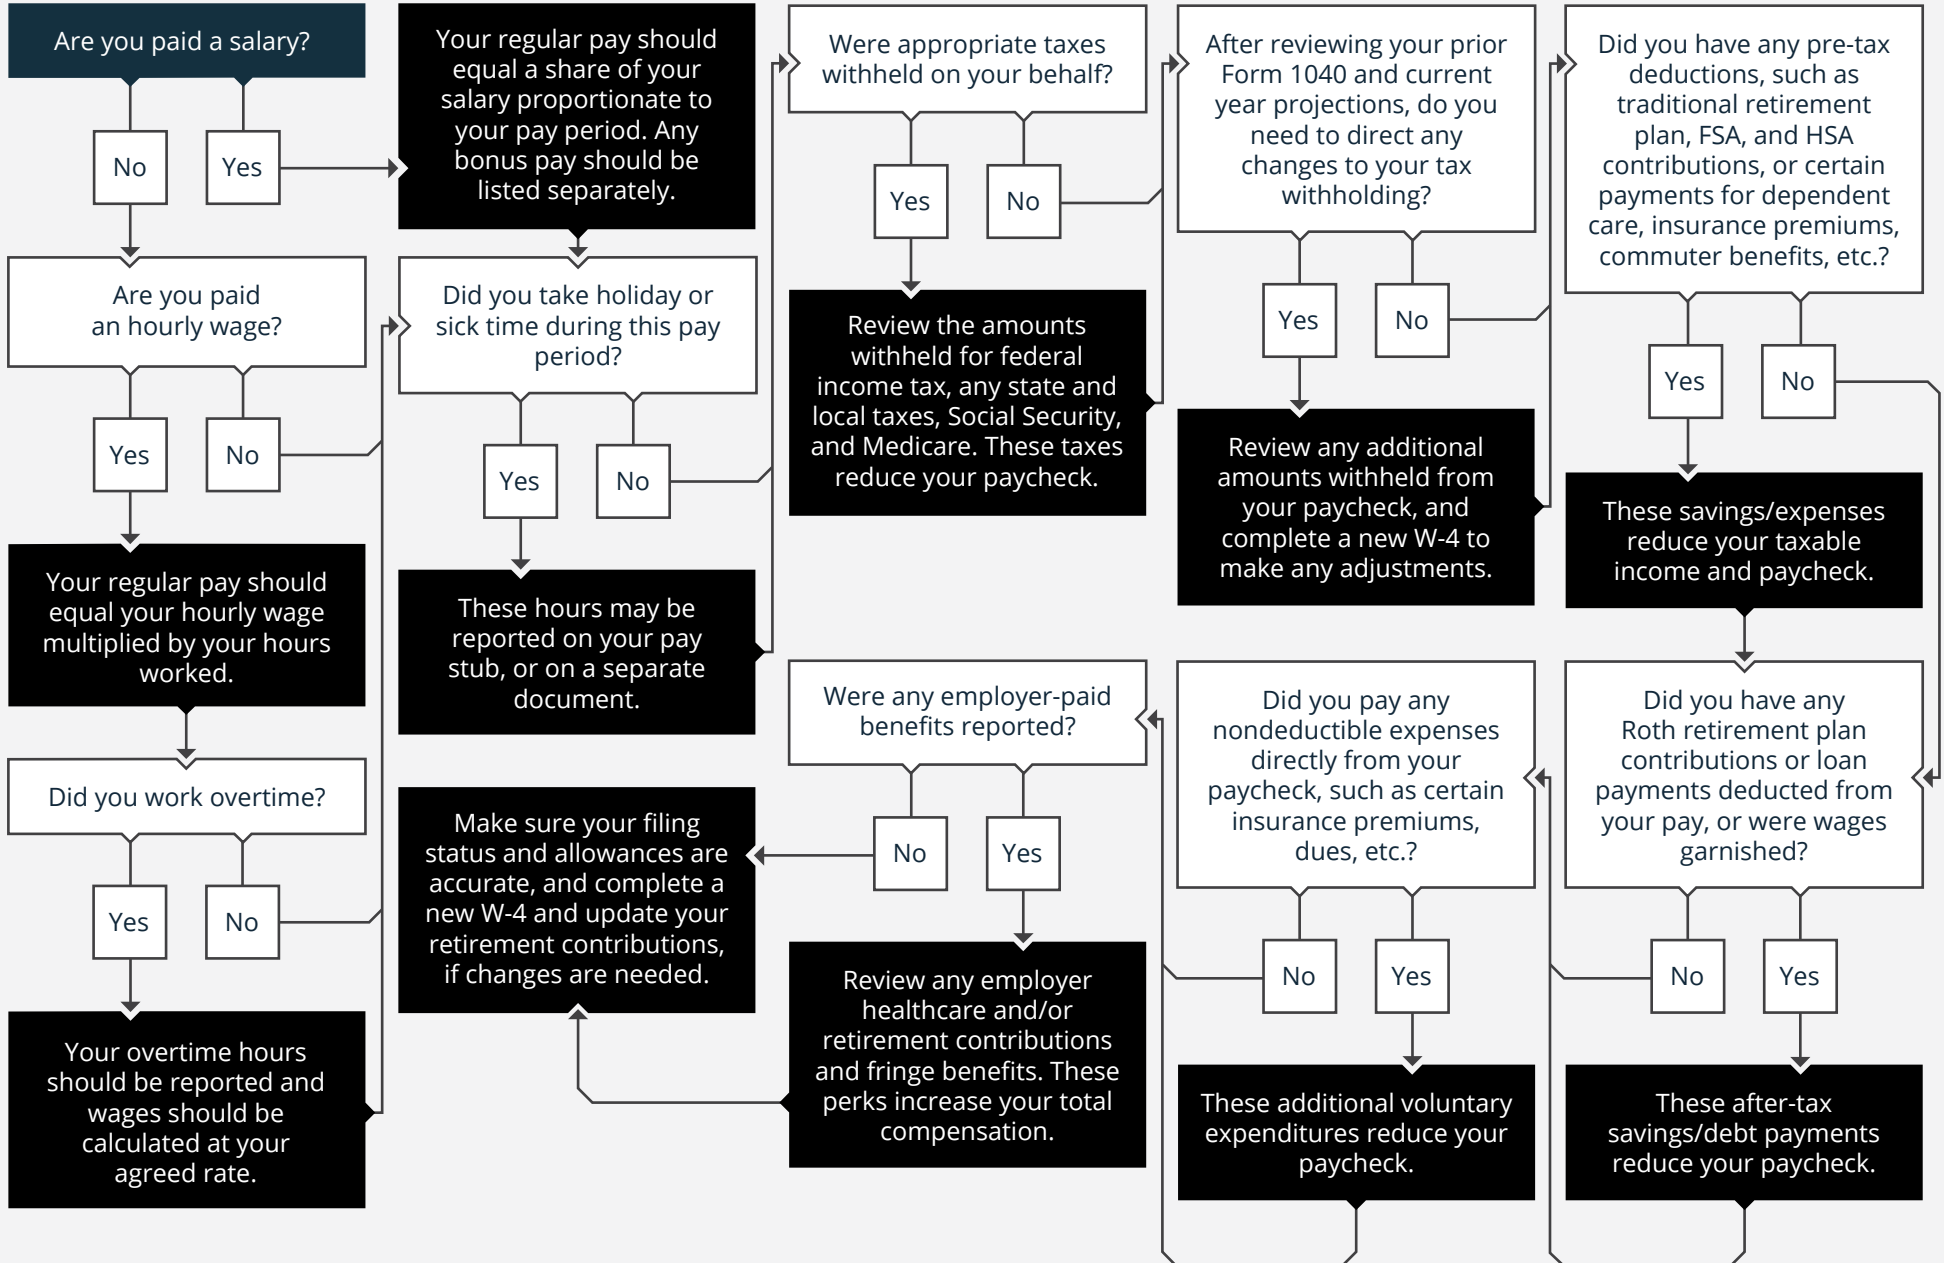 Are you paid a salary?
No
Yes
Are you paid
an hourly wage?
Yes
No
Your regular pay should
equal your hourly wage
multiplied by your hours
worked.
Did you work overtime?
Yes
No
Your overtime hours
should be reported and
wages should be
calculated at your
agreed rate.
Your regular pay should
equal a share of your
salary proportionate to
your pay period. Any
bonus pay should be
listed separately.
Did you take holiday or
sick time during this pay
period?
Yes
No
These hours may be
reported on your pay
stub, or on a separate
document.
Were appropriate taxes
withheld on your behalf?
Yes
No
Review the amounts
withheld for federal
income tax, any state and
local taxes, Social Security,
and Medicare. These taxes
reduce your paycheck.
After reviewing your prior
Form 1040 and current
year projections, do you
need to direct any
changes to your tax
withholding?
Yes
No
Review any additional
amounts withheld from
your paycheck, and
complete a new W-4 to
make any adjustments.
Did you have any pre-tax
deductions, such as
traditional retirement
plan, FSA, and HSA
contributions, or certain
payments for dependent
care, insurance premiums,
commuter benefits, etc.?
Yes
No
These savings/expenses
reduce your taxable
income and paycheck.
Did you have any
Roth retirement plan
contributions or loan
payments deducted from
your pay, or were wages
garnished?
No
Yes
These after-tax
savings/debt payments
reduce your paycheck.
Did you pay any
nondeductible expenses
directly from your
paycheck, such as certain
insurance premiums,
dues, etc.?
No
Yes
These additional voluntary
expenditures reduce your
paycheck.
Were any employer-paid
benefits reported?
No
Yes
Review any employer
healthcare and/or
retirement contributions
and fringe benefits. These
perks increase your total
compensation.
Make sure your filing
status and allowances are
accurate, and complete a
new W-4 and update your
retirement contributions,
if changes are needed.